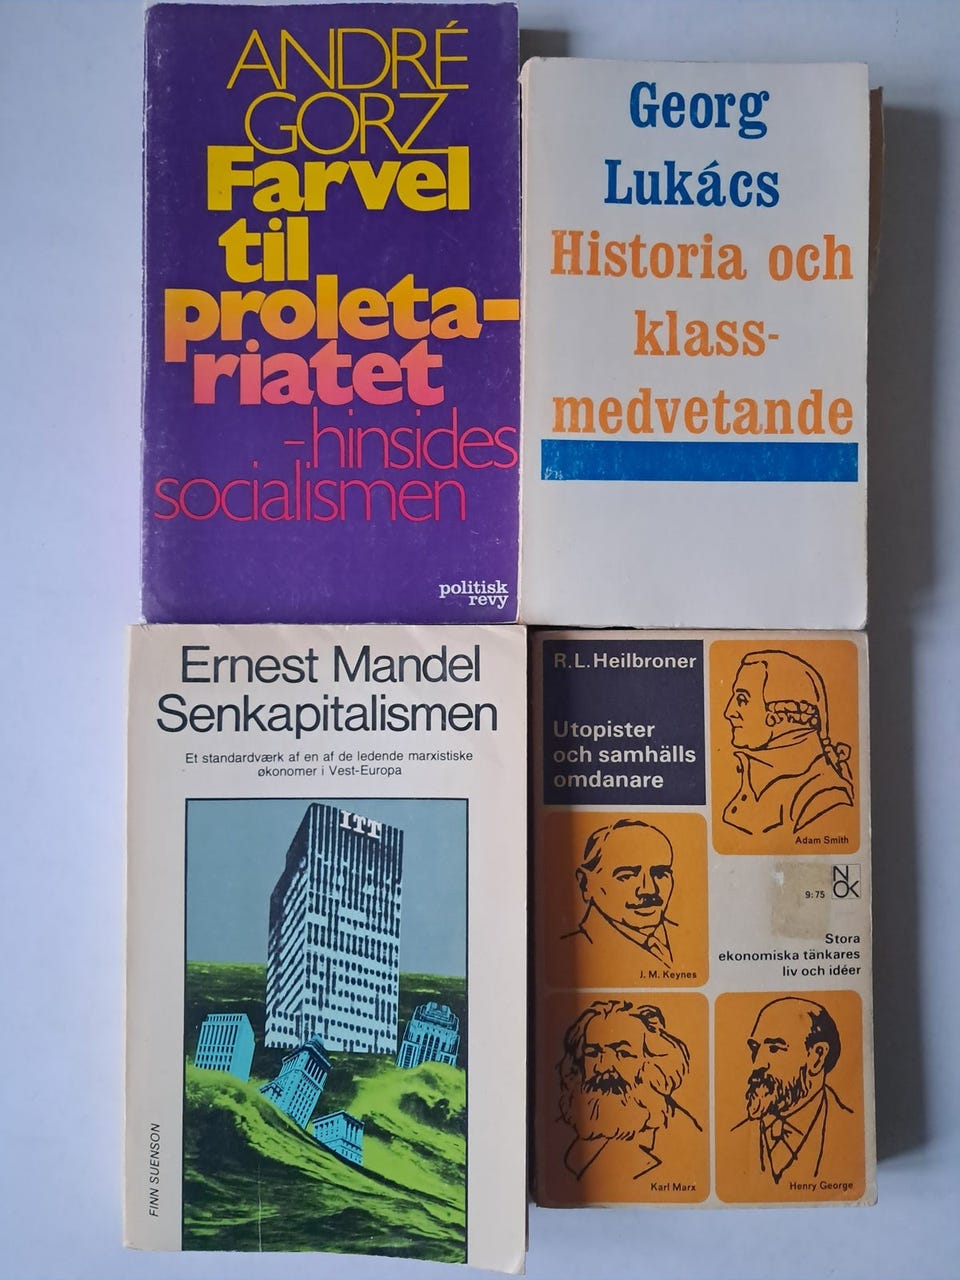 ANDRÉ
GORZ
Farvel
til
proleta-
riatet
-hinsides
socialismen
politisk
revy
Georg
Lukács
Historia och
klass-
medvetande
Ernest Mandel
Senkapitalismen
Et standardværk af en af de ledende marxistiske
økonomer i Vest-Europa
ITT
FINN SUENSON
R.L. Heilbroner
Utopister
och samhälls
omdanare
Adam Smith
J. M. Keynes
9:75
NOK
Stora
ekonomiska tänkares
liv och idéer
Karl Marx
Henry George